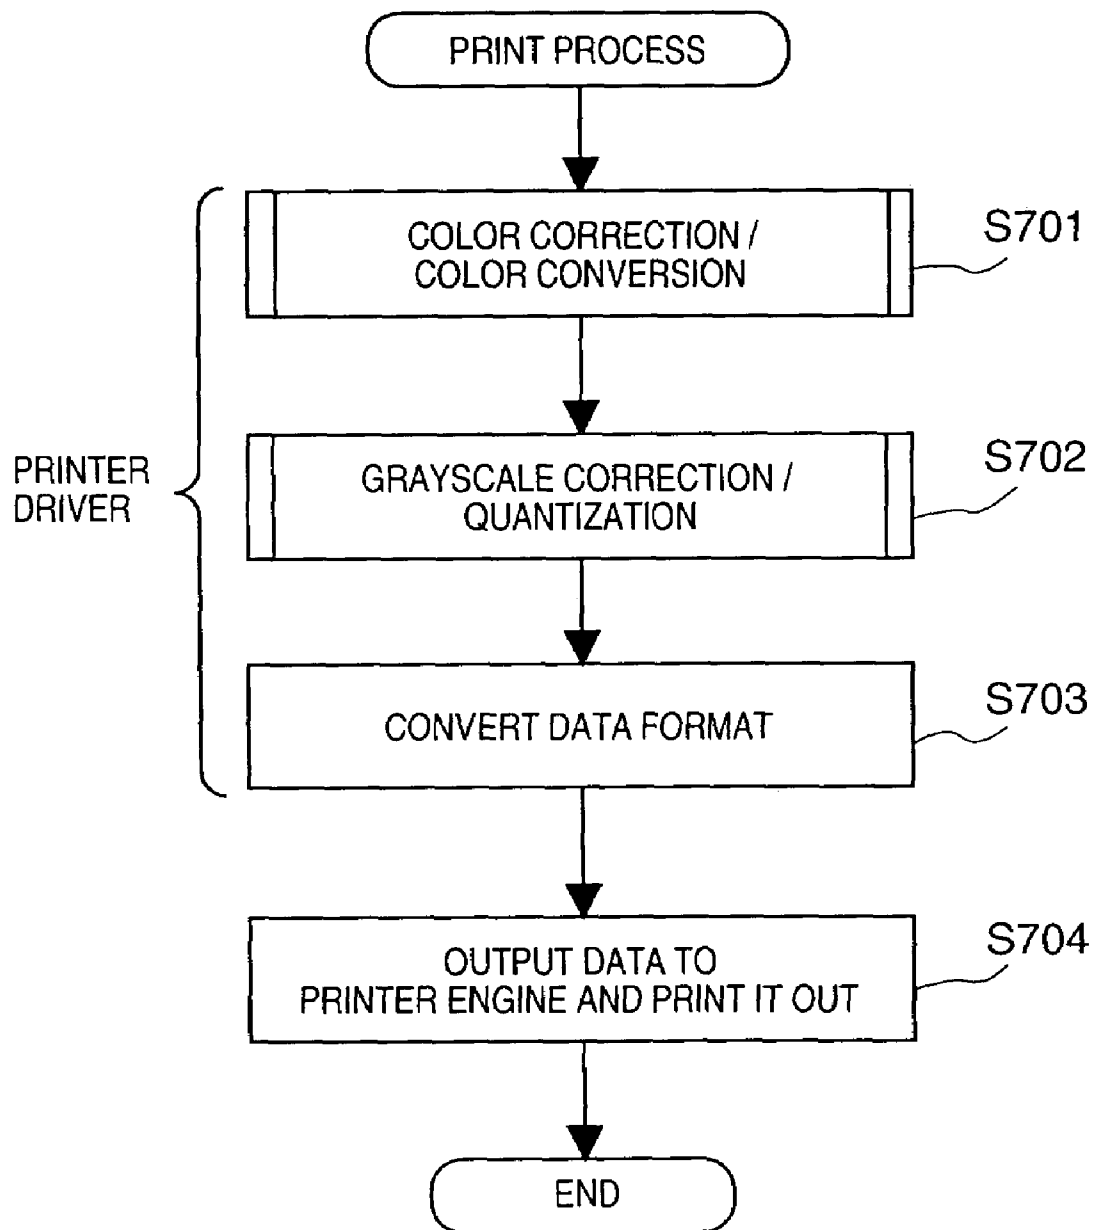 PRINT PROCESS
COLOR CORRECTION /
COLOR CONVERSION
S701
GRAYSCALE CORRECTION /
QUANTIZATION
S702
PRINTER
DRIVER
CONVERT DATA FORMAT
S703
OUTPUT DATA TO
PRINTER ENGINE AND PRINT IT OUT
S704
END